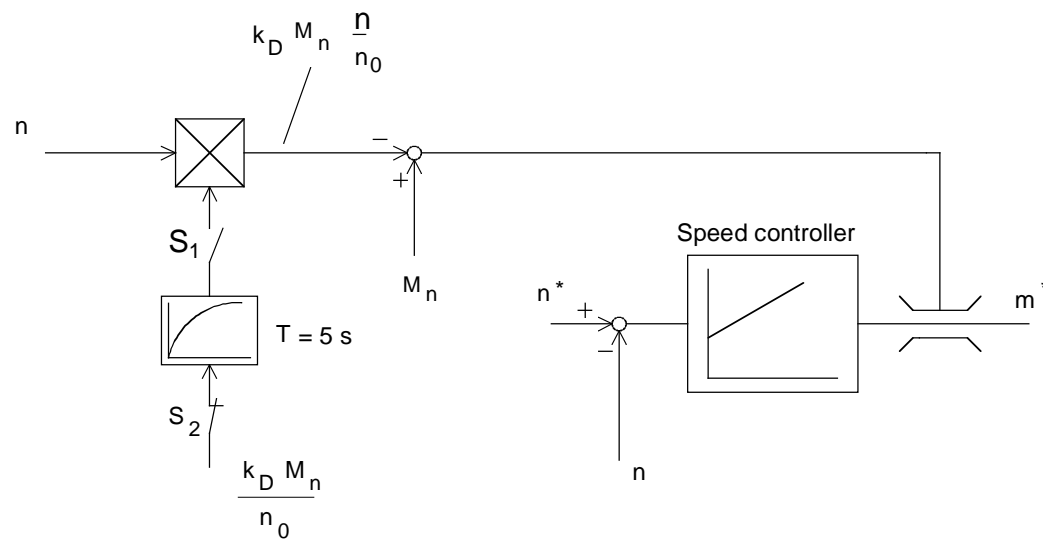 k_D M_n n/n_0
n
−
+
S_1
M_n
Speed controller
n* +
m*
T = 5 s
−
S_2
n
k_D M_n
n_0